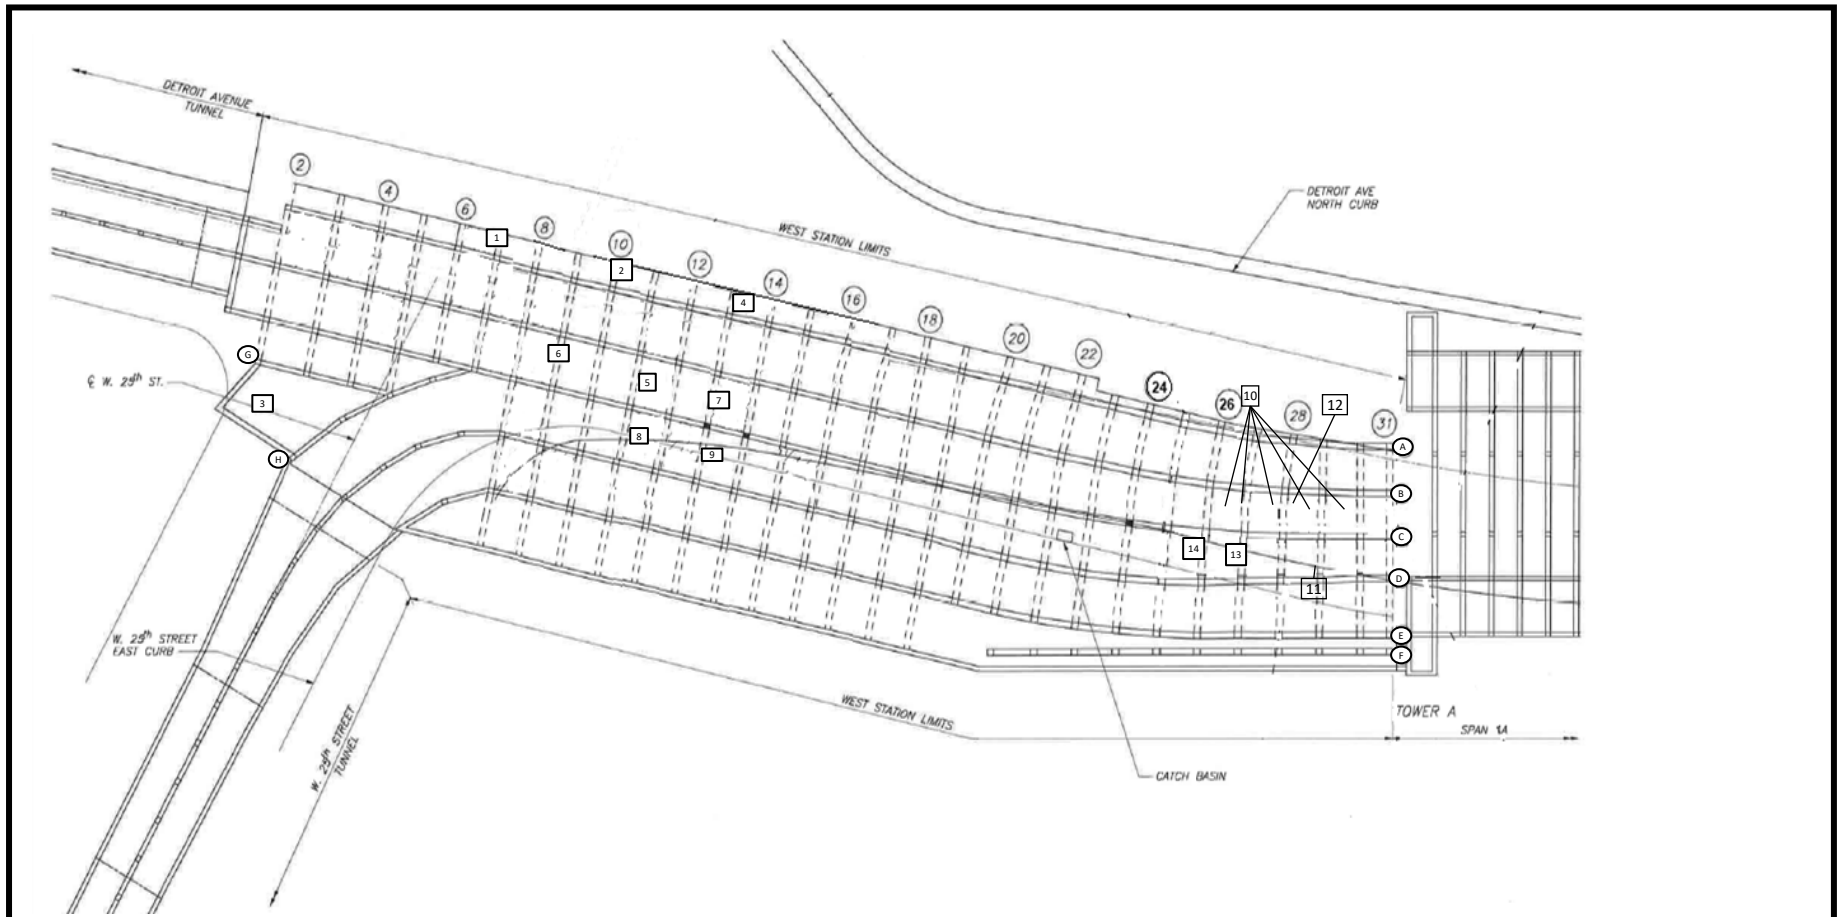 DETROIT AVENUE
TUNNEL
2
4
6
8
10
12
14
16
18
20
22
24
26
28
31
WEST STATION LIMITS
DETROIT AVE
NORTH CURB
1
2
4
6
5
7
8
9
3
10
12
14
13
11
G
H
A
B
C
D
E
F
℄ W. 25th ST.
W. 25th STREET
EAST CURB
W. 25th STREET
TUNNEL
WEST STATION LIMITS
CATCH BASIN
TOWER A
SPAN 1A